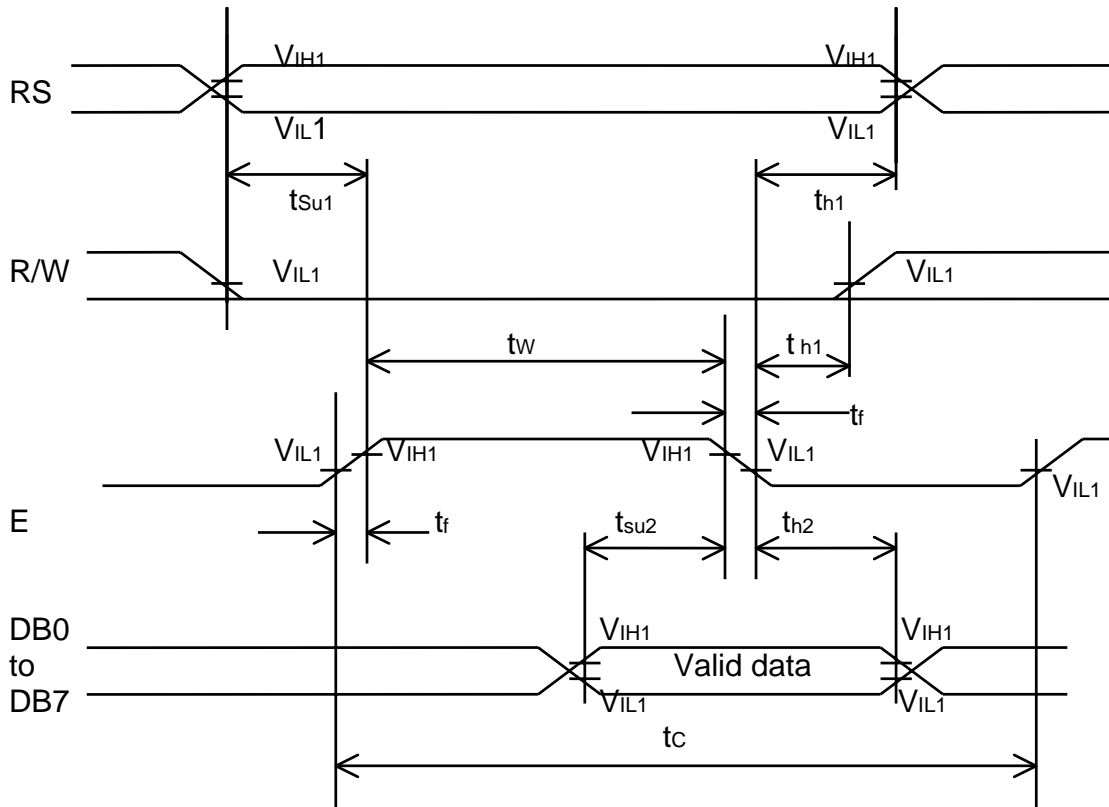 VIH1 VIH1
RS
VIL1 VIL1
tSu1 th1
R/W VIL1 VIL1
tW th1
tf
VIL1 VIH1 VIH1 VIL1
VIL1
E tf tsu2 th2
DB0 VIH1 VIH1
to Valid data
DB7 VIL1 VIL1
tC